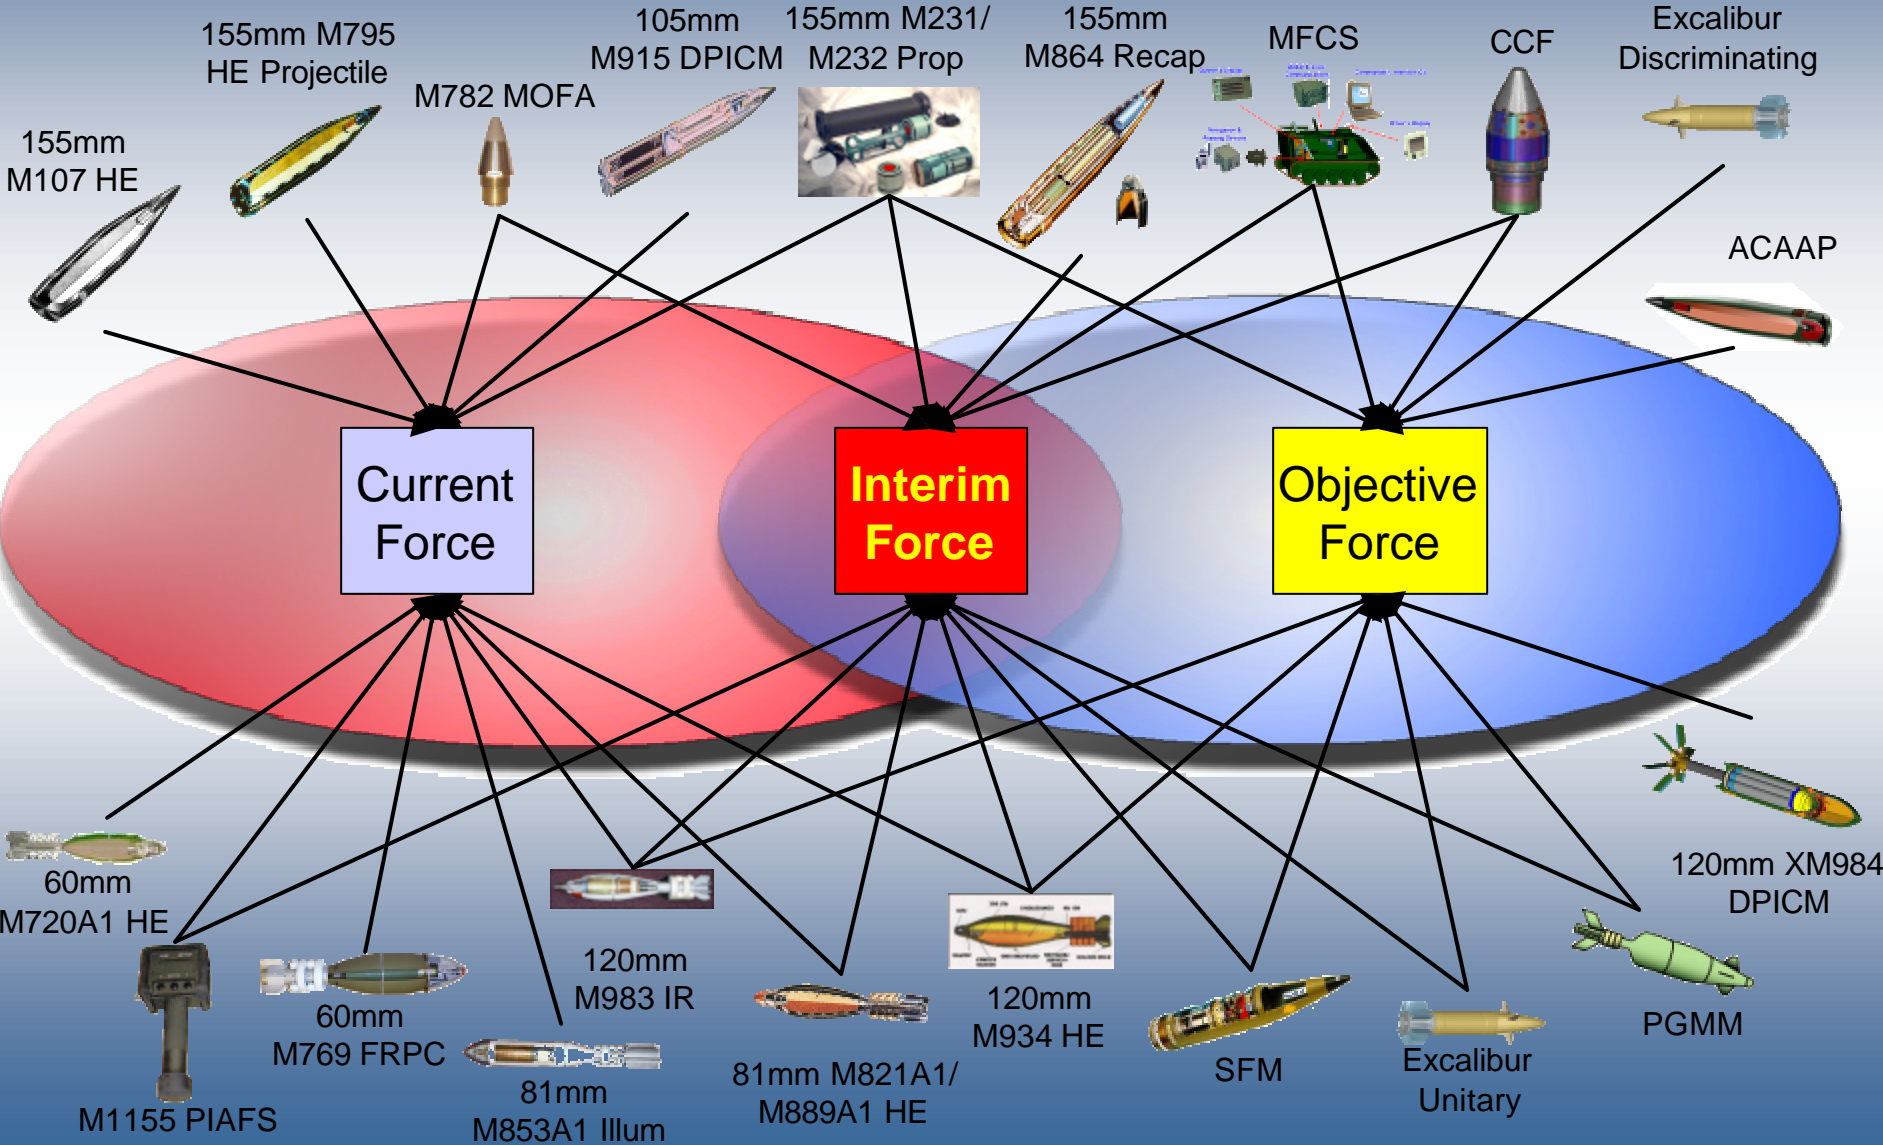 155mm M795
HE Projectile
M782 MOFA
105mm
M915 DPICM
155mm M231/
M232 Prop
155mm
M864 Recap
MFCS
CCF
Excalibur
Discriminating
155mm
M107 HE
ACAAP
Current
Force
Interim
Force
Objective
Force
60mm
M720A1 HE
M1155 PIAFS
60mm
M769 FRPC
81mm
M853A1 Illum
120mm
M983 IR
81mm M821A1/
M889A1 HE
120mm
M934 HE
SFM
Excalibur
Unitary
PGMM
120mm XM984
DPICM